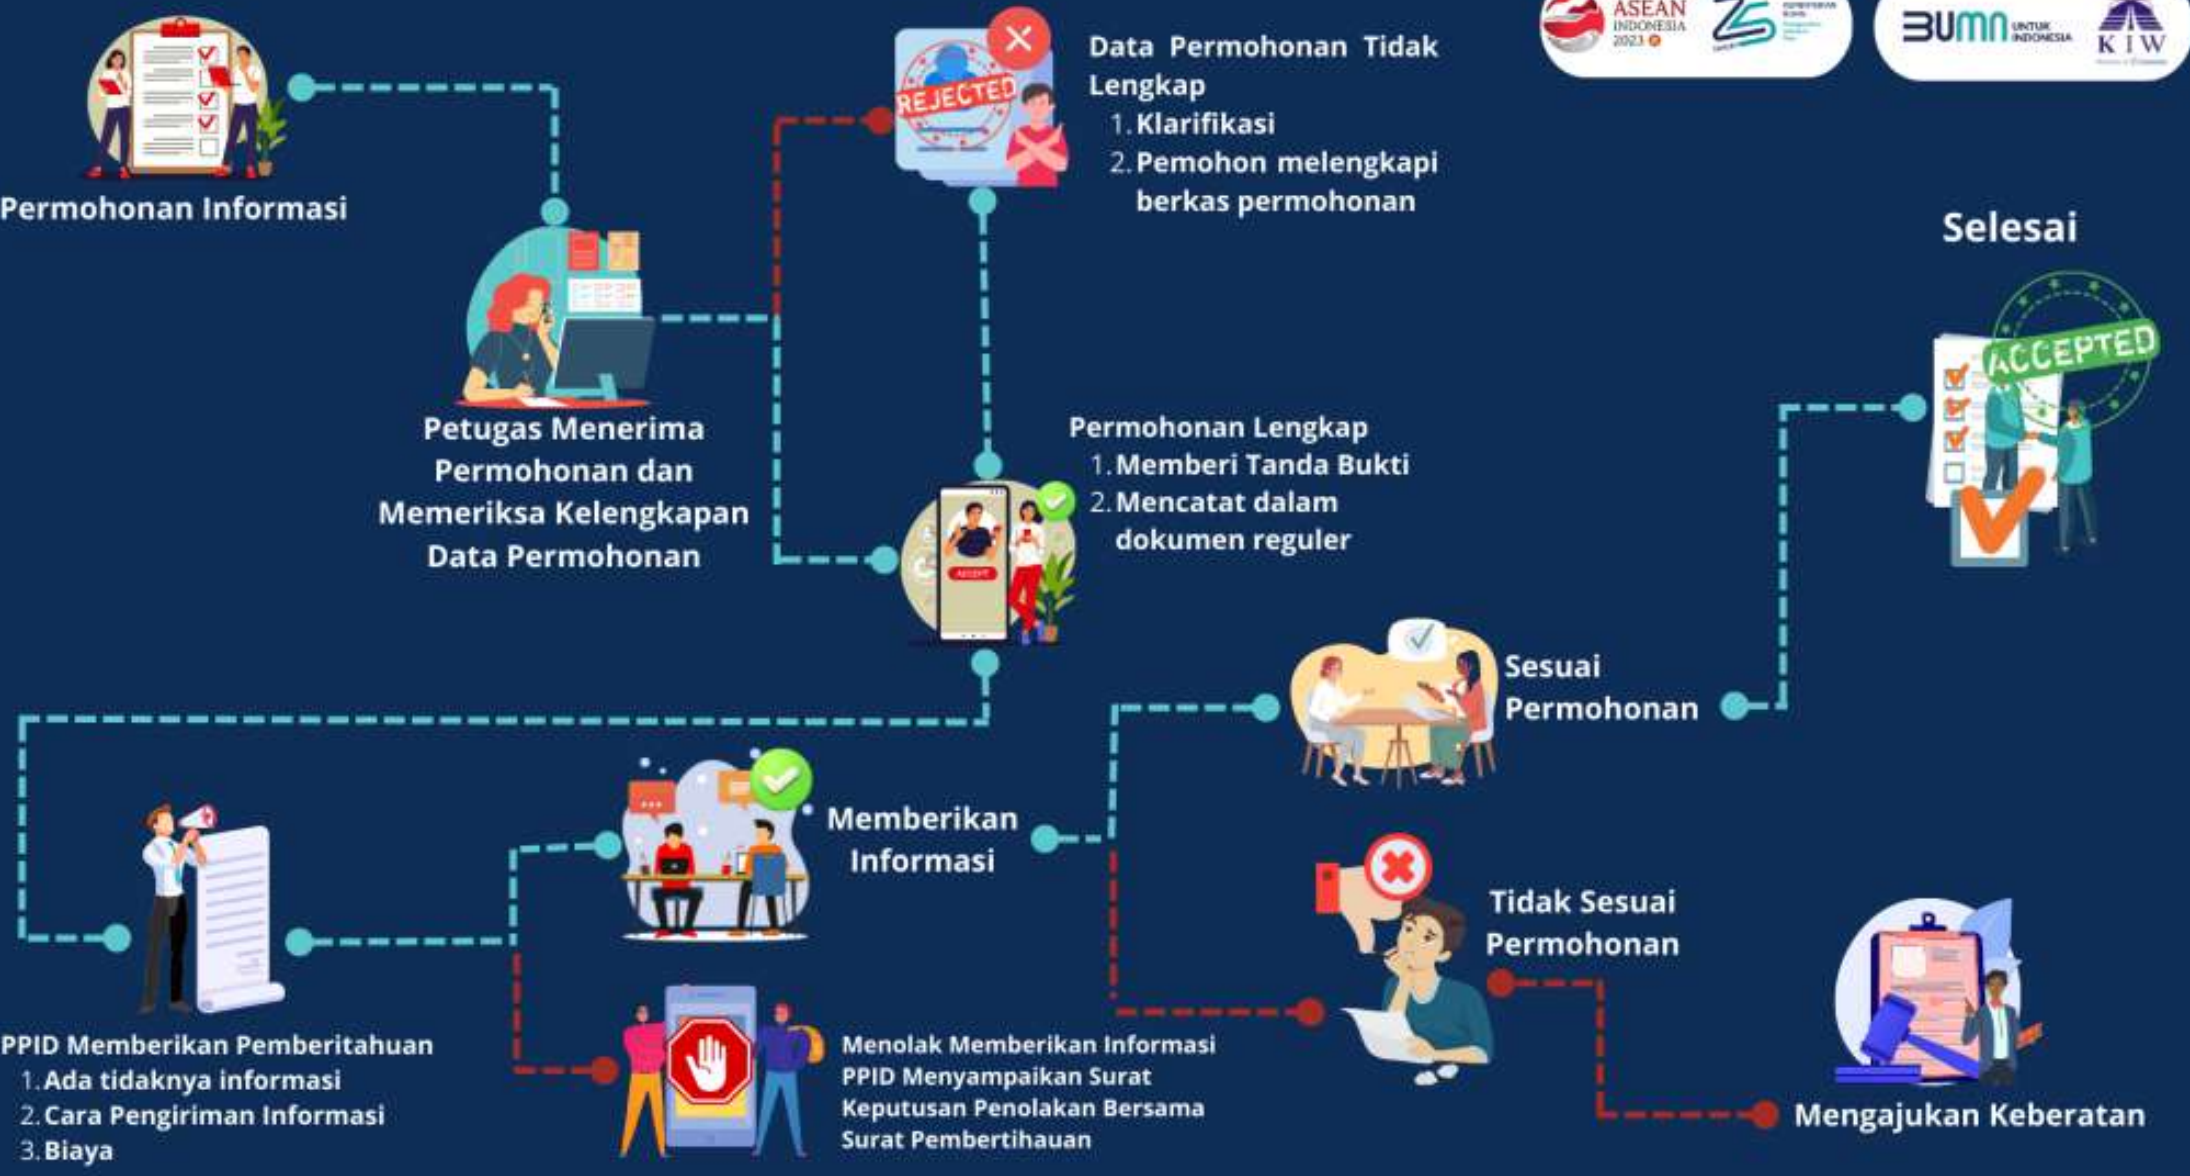 ASEAN
INDONESIA
2023
BUMN UNTUK
INDONESIA
KIW
Permohonan Informasi
REJECTED
Data Permohonan Tidak
Lengkap
1. Klarifikasi
2. Pemohon melengkapi
berkas permohonan
Petugas Menerima
Permohonan dan
Memeriksa Kelengkapan
Data Permohonan
Permohonan Lengkap
1. Memberi Tanda Bukti
2. Mencatat dalam
dokumen reguler
ACCEPT
Selesai
ACCEPTED
Sesuai
Permohonan
Memberikan
Informasi
Tidak Sesuai
Permohonan
PPID Memberikan Pemberitahuan
1. Ada tidaknya informasi
2. Cara Pengiriman Informasi
3. Biaya
Menolak Memberikan Informasi
PPID Menyampaikan Surat
Keputusan Penolakan Bersama
Surat Pembertihauan
Mengajukan Keberatan